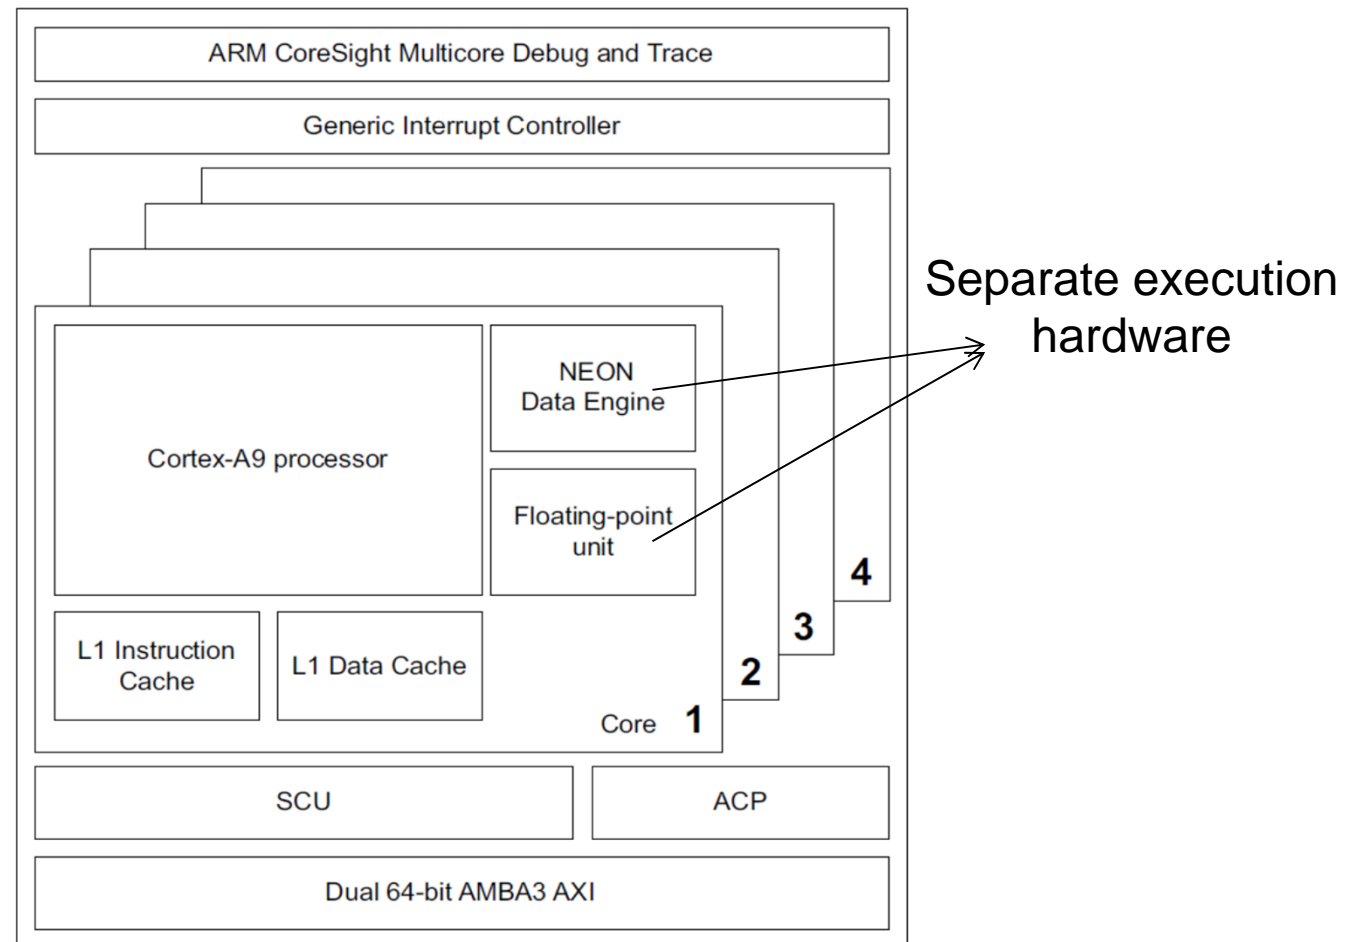 ARM CoreSight Multicore Debug and Trace
Generic Interrupt Controller
Separate execution
hardware
NEON
Data Engine
Cortex-A9 processor
Floating-point
unit
4
3
2
L1 Instruction
Cache
L1 Data Cache
Core 1
SCU
ACP
Dual 64-bit AMBA3 AXI